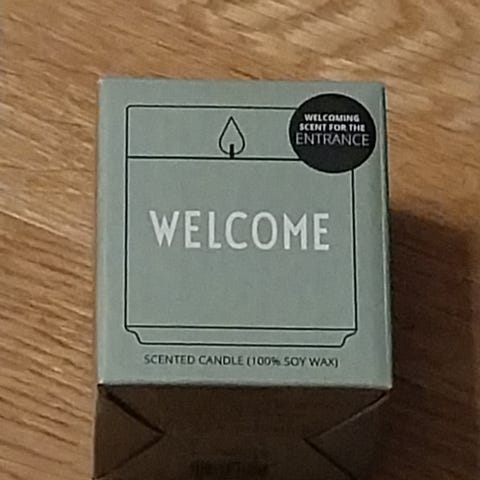 WELCOMING
SCENT FOR THE
ENTRANCE
WELCOME
SCENTED CANDLE (100% SOY WAX)